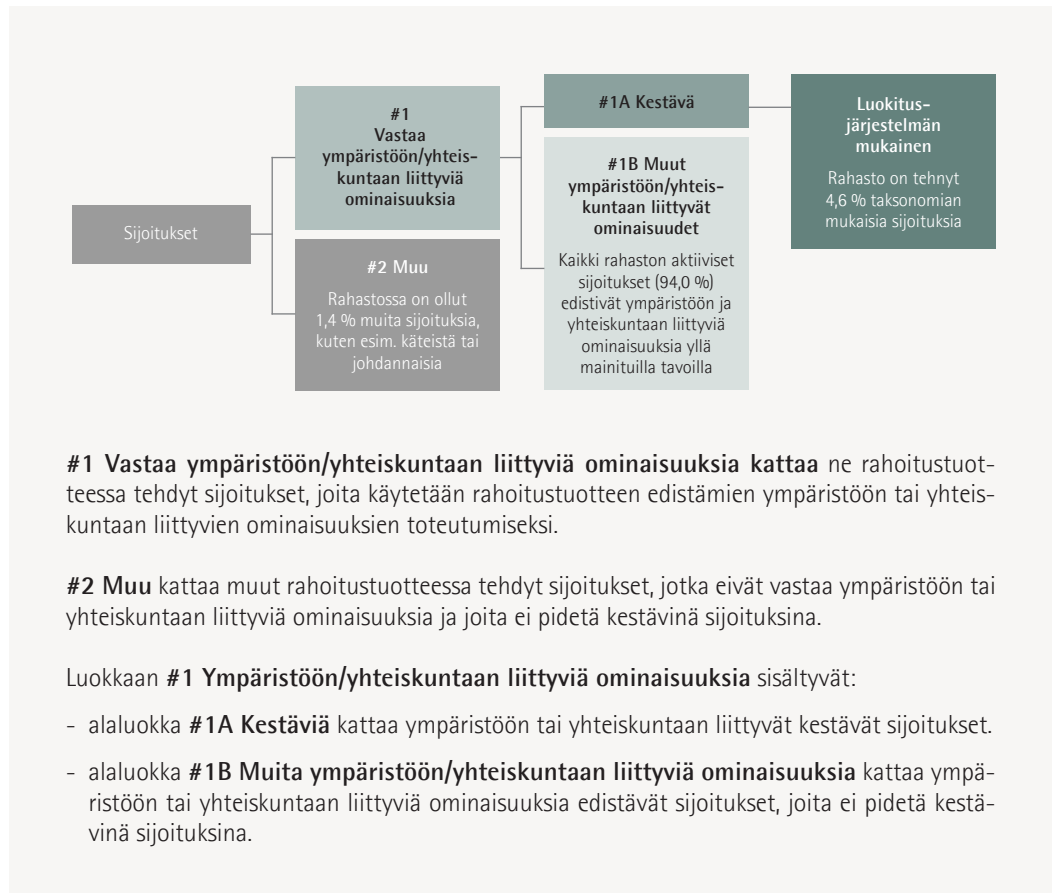 Sijoitukset
#1
Vastaa
ympäristöön/yhteis-
kuntaan liittyviä
ominaisuuksia
#2 Muu
Rahastossa on ollut
1,4 % muita sijoituksia,
kuten esim. käteistä tai
johdannaisia
#1A Kestävä
#1B Muut
ympäristöön/yhteis-
kuntaan liittyvät
ominaisuudet
Kaikki rahaston aktiiviset
sijoitukset (94,0 %)
edistivät ympäristöön ja
yhteiskuntaan liittyviä
ominaisuuksia yllä
mainituilla tavoilla
Luokitus-
järjestelmän
mukainen
Rahasto on tehnyt
4,6 % taksonomian
mukaisia sijoituksia
#1 Vastaa ympäristöön/yhteiskuntaan liittyviä ominaisuuksia kattaa ne rahoitustuot-
teessa tehdyt sijoitukset, joita käytetään rahoitustuotteen edistämien ympäristöön tai yhteis-
kuntaan liittyvien ominaisuuksien toteutumiseksi.
#2 Muu kattaa muut rahoitustuotteessa tehdyt sijoitukset, jotka eivät vastaa ympäristöön tai
yhteiskuntaan liittyviä ominaisuuksia ja joita ei pidetä kestävinä sijoituksina.
Luokkaan #1 Ympäristöön/yhteiskuntaan liittyviä ominaisuuksia sisältyvät:
- alaluokka #1A Kestäviä kattaa ympäristöön tai yhteiskuntaan liittyvät kestävät sijoitukset.
- alaluokka #1B Muita ympäristöön/yhteiskuntaan liittyviä ominaisuuksia kattaa ympä-
ristöön tai yhteiskuntaan liittyviä ominaisuuksia edistävät sijoitukset, joita ei pidetä kestä-
vinä sijoituksina.